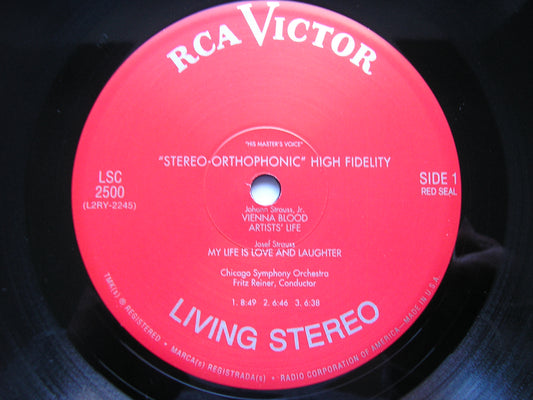 RCA VICTOR
"HIS MASTER'S VOICE"
"STEREO-ORTHOPHONIC" HIGH FIDELITY
LSC
2500
(L2RY-2245)
SIDE 1
RED SEAL
Johann Strauss, Jr.
VIENNA BLOOD
ARTISTS' LIFE
Josef Strauss
MY LIFE IS LOVE AND LAUGHTER
Chicago Symphony Orchestra
Fritz Reiner, Conductor
1. 8:49 2. 6:46 3. 6:38
LIVING STEREO
TMK(s) ® REGISTERED • MARCA(s) REGISTRADA(s) • RADIO CORPORATION OF AMERICA—MADE IN U.S.A.